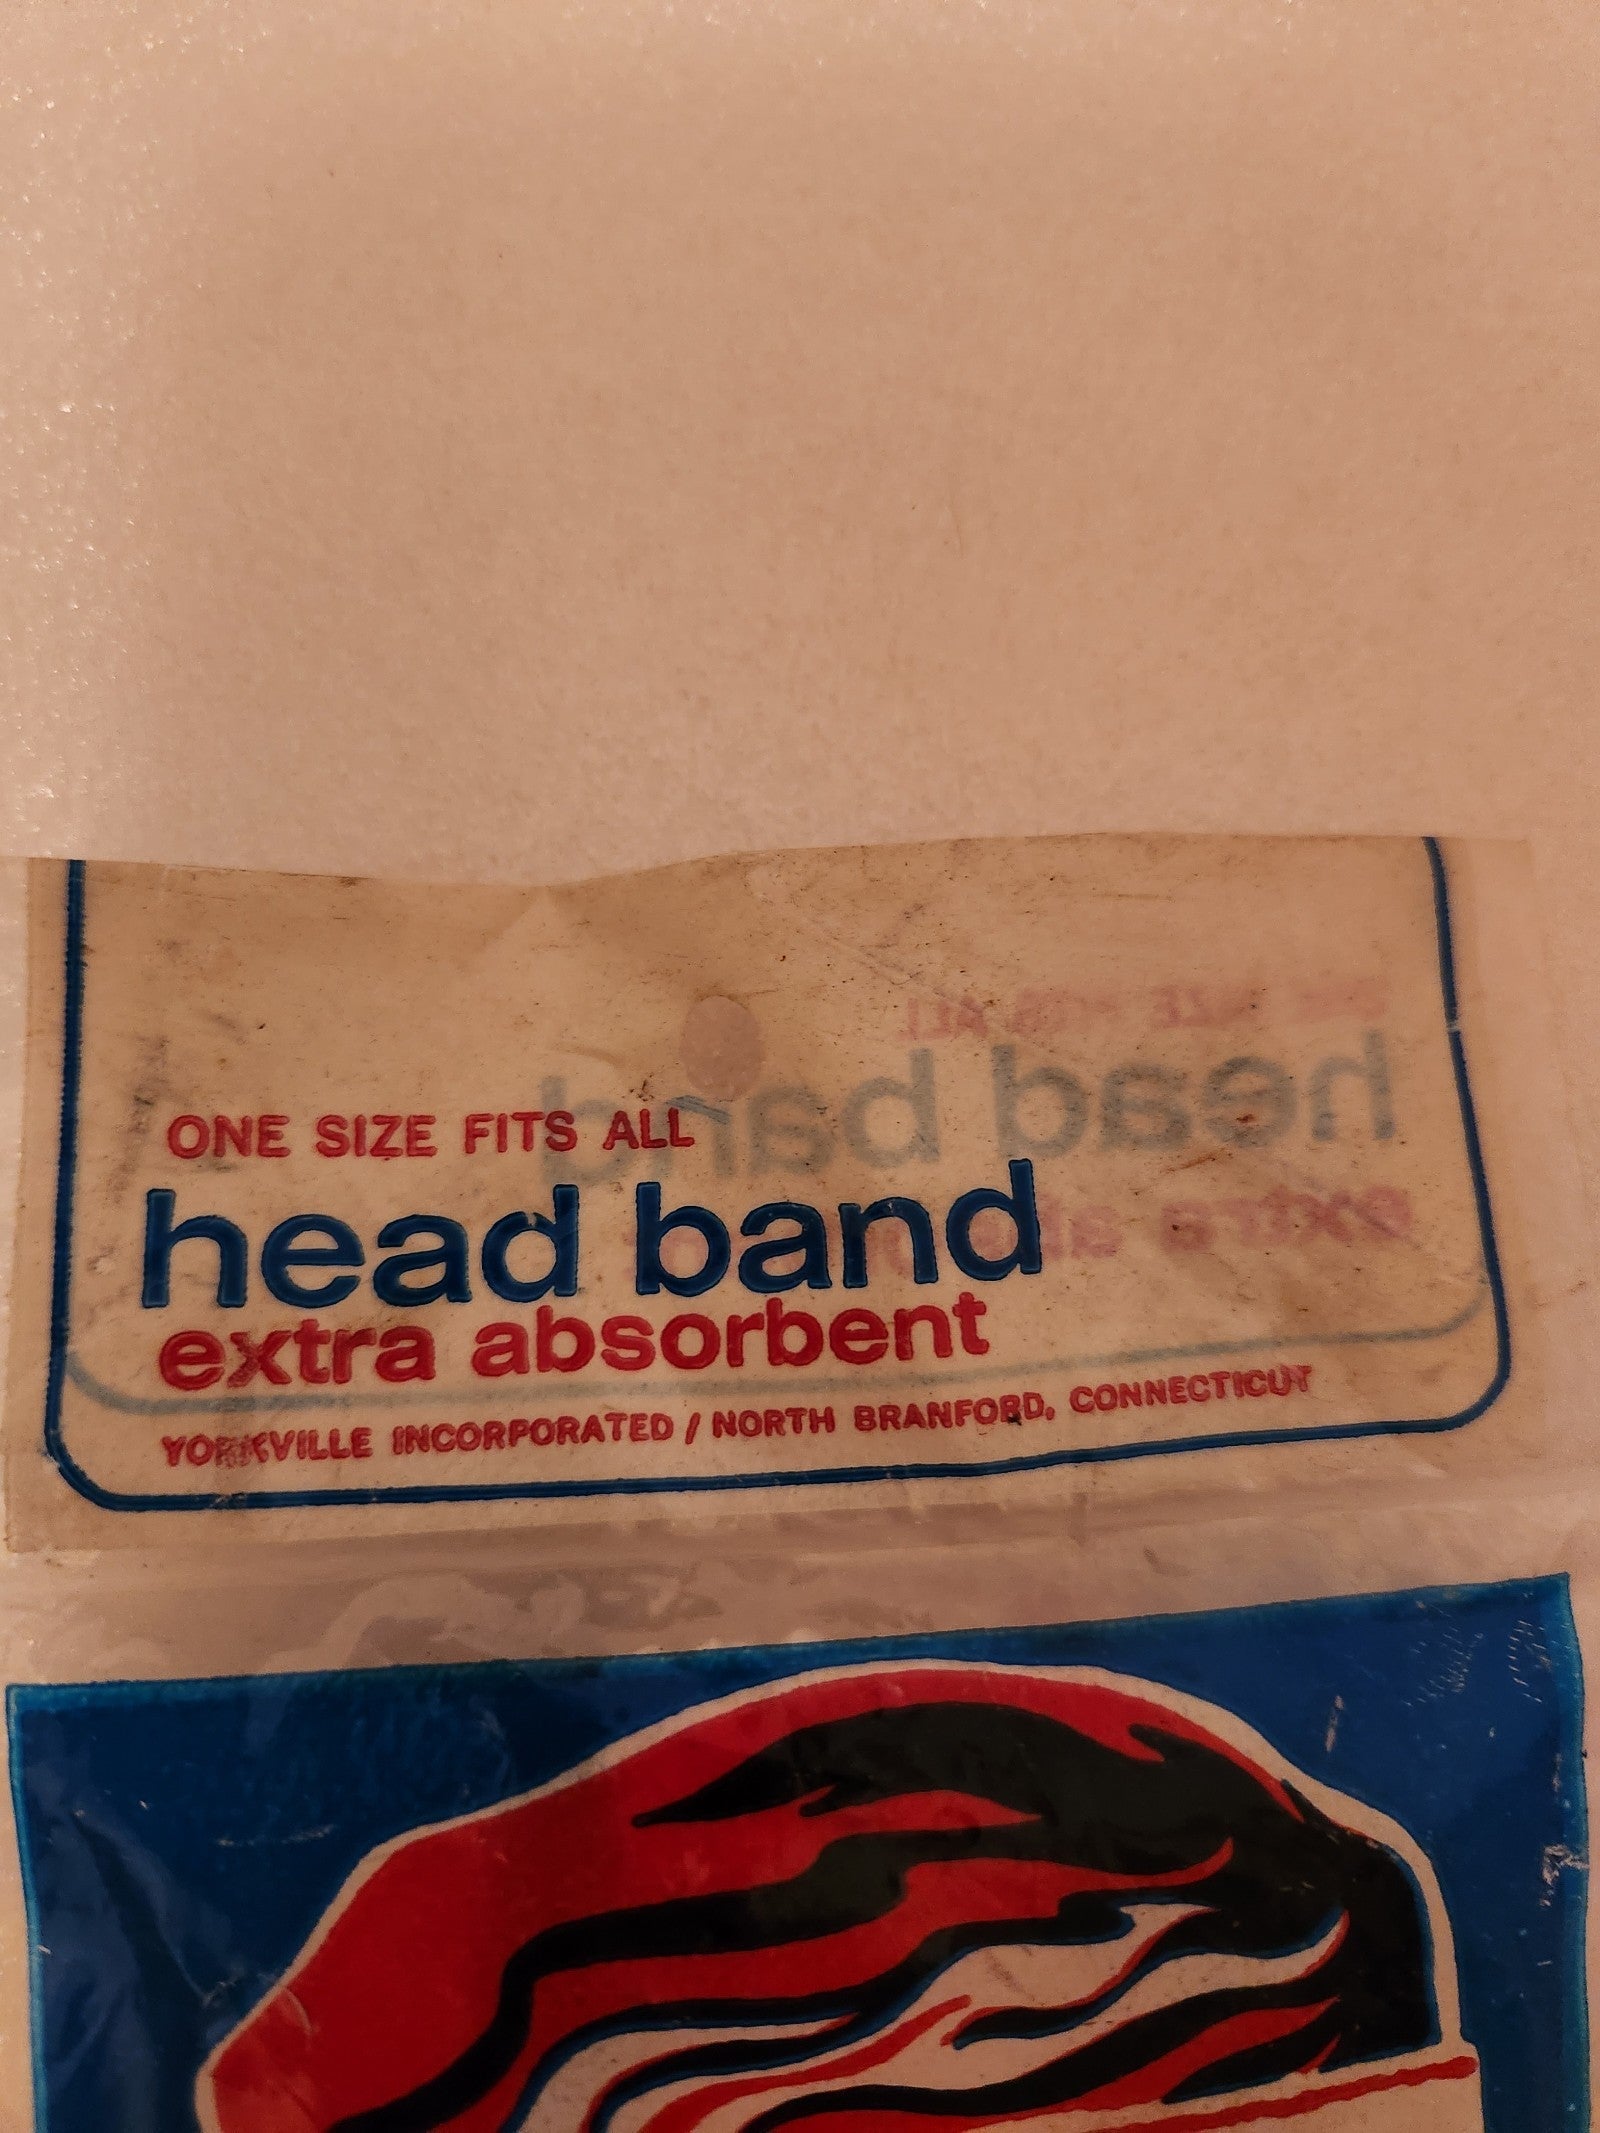 ONE SIZE FITS ALL
head band
extra absorbent
YORKVILLE INCORPORATED / NORTH BRANFORD, CONNECTICUT